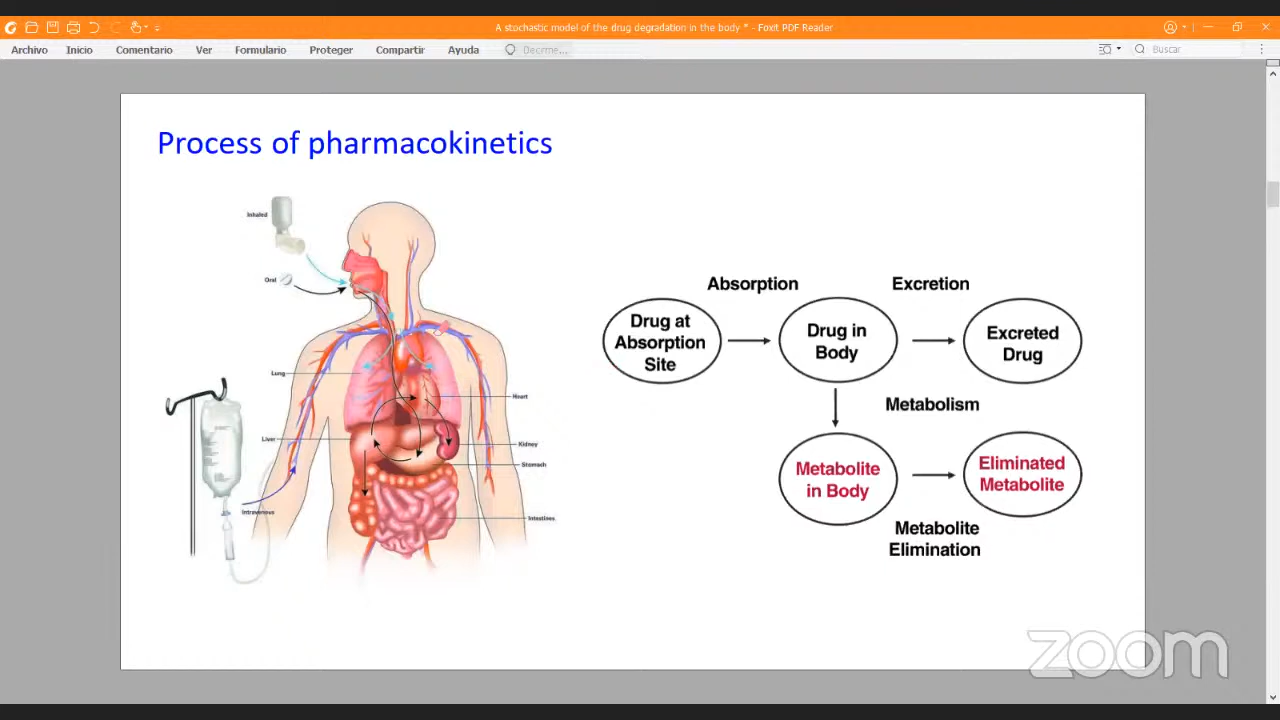 A stochastic model of the drug degradation in the body * - Foxit PDF Reader
Archivo Inicio Comentario Ver Formulario Proteger Compartir Ayuda Decrme... Buscar
Process of pharmacokinetics
Inhaled
Oral
Lung
Heart
Liver
Kidney
Stomach
Intravenous
Intestines
Absorption
Excretion
Drug at
Absorption
Site
Drug in
Body
Excreted
Drug
Metabolism
Metabolite
in Body
Eliminated
Metabolite
Metabolite
Elimination
zoom